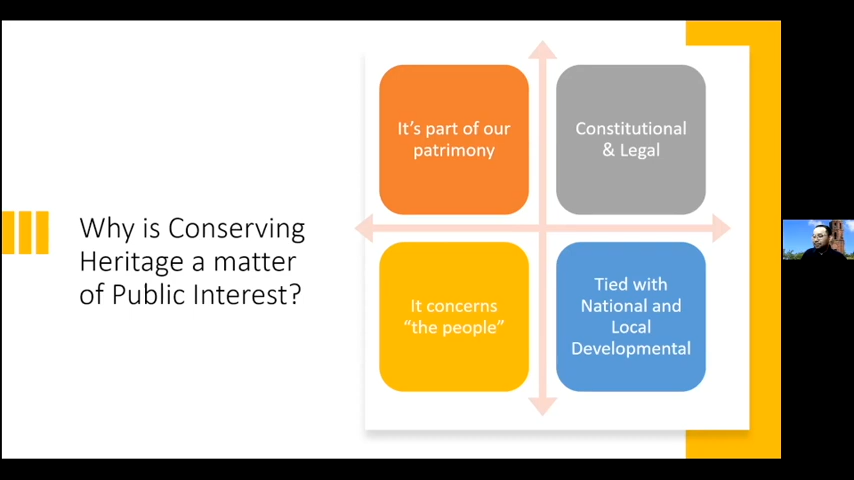 Why is Conserving
Heritage a matter
of Public Interest?
It's part of our
patrimony
Constitutional
& Legal
It concerns
“the people”
Tied with
National and
Local
Developmental